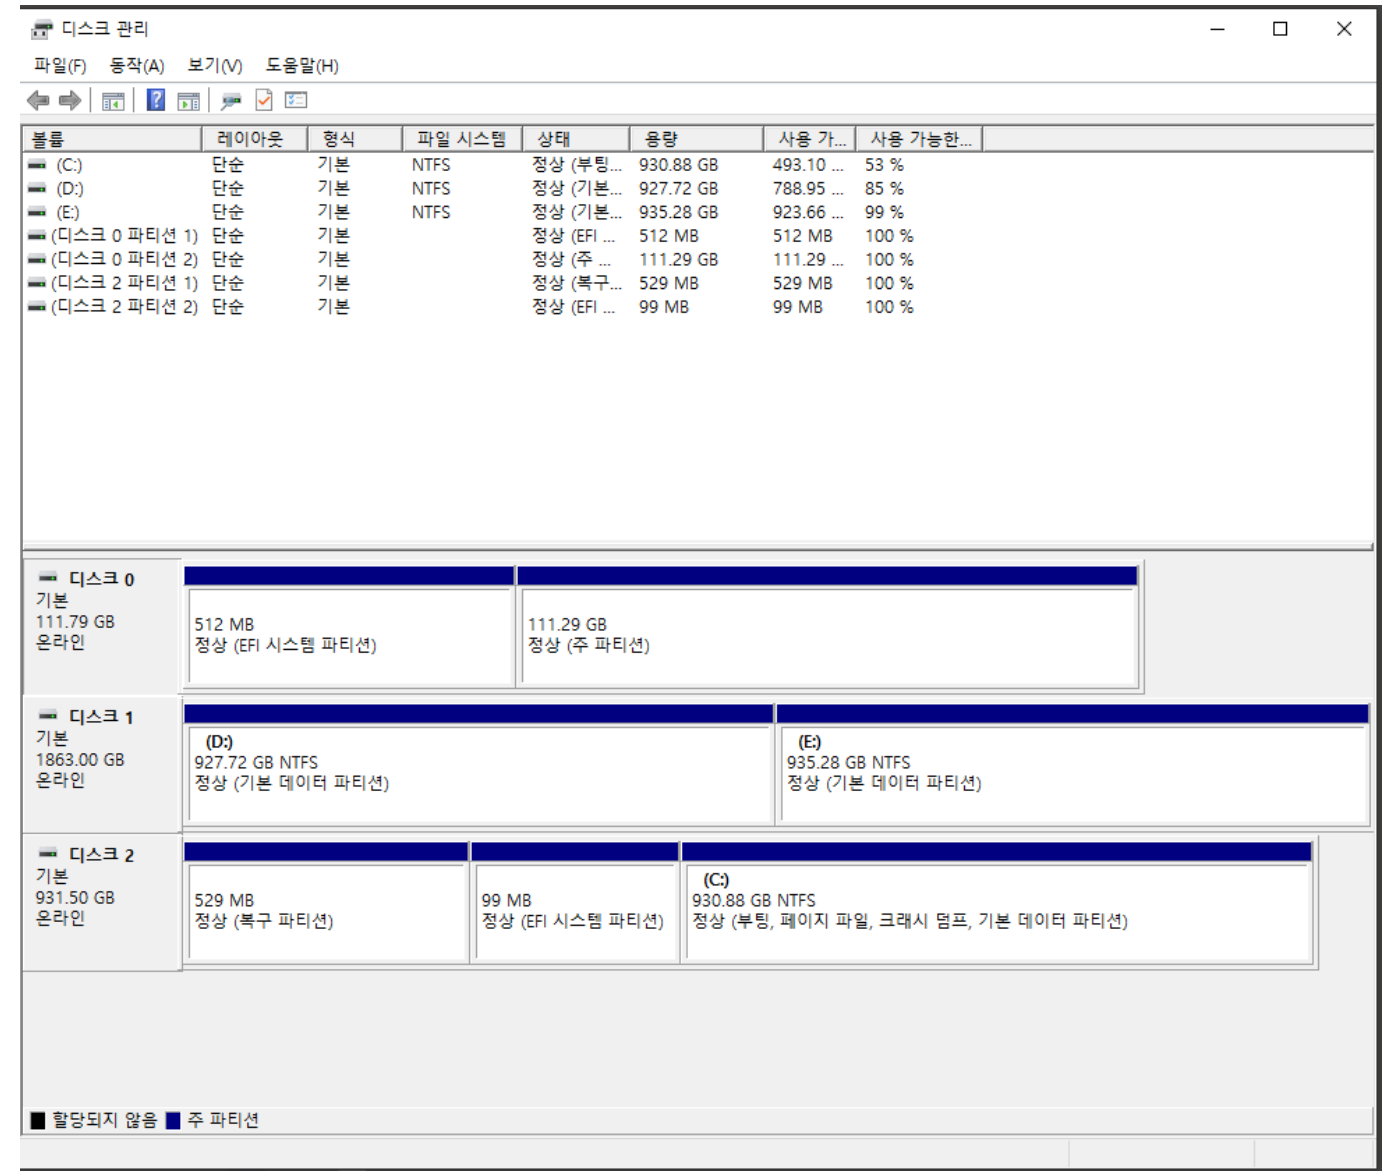 디스크 관리
파일(F) 동작(A) 보기(V) 도움말(H)
볼륨 레이아웃 형식 파일 시스템 상태 용량 사용 가... 사용 가능한...
(C:) 단순 기본 NTFS 정상 (부팅... 930.88 GB 493.10 ... 53 %
(D:) 단순 기본 NTFS 정상 (기본... 927.72 GB 788.95 ... 85 %
(E:) 단순 기본 NTFS 정상 (기본... 935.28 GB 923.66 ... 99 %
(디스크 0 파티션 1) 단순 기본 정상 (EFI ... 512 MB 512 MB 100 %
(디스크 0 파티션 2) 단순 기본 정상 (주 ... 111.29 GB 111.29 ... 100 %
(디스크 2 파티션 1) 단순 기본 정상 (복구... 529 MB 529 MB 100 %
(디스크 2 파티션 2) 단순 기본 정상 (EFI ... 99 MB 99 MB 100 %
디스크 0
기본
111.79 GB
온라인
512 MB
정상 (EFI 시스템 파티션)
111.29 GB
정상 (주 파티션)
디스크 1
기본
1863.00 GB
온라인
(D:)
927.72 GB NTFS
정상 (기본 데이터 파티션)
(E:)
935.28 GB NTFS
정상 (기본 데이터 파티션)
디스크 2
기본
931.50 GB
온라인
529 MB
정상 (복구 파티션)
99 MB
정상 (EFI 시스템 파티션)
(C:)
930.88 GB NTFS
정상 (부팅, 페이지 파일, 크래시 덤프, 기본 데이터 파티션)
할당되지 않음 주 파티션